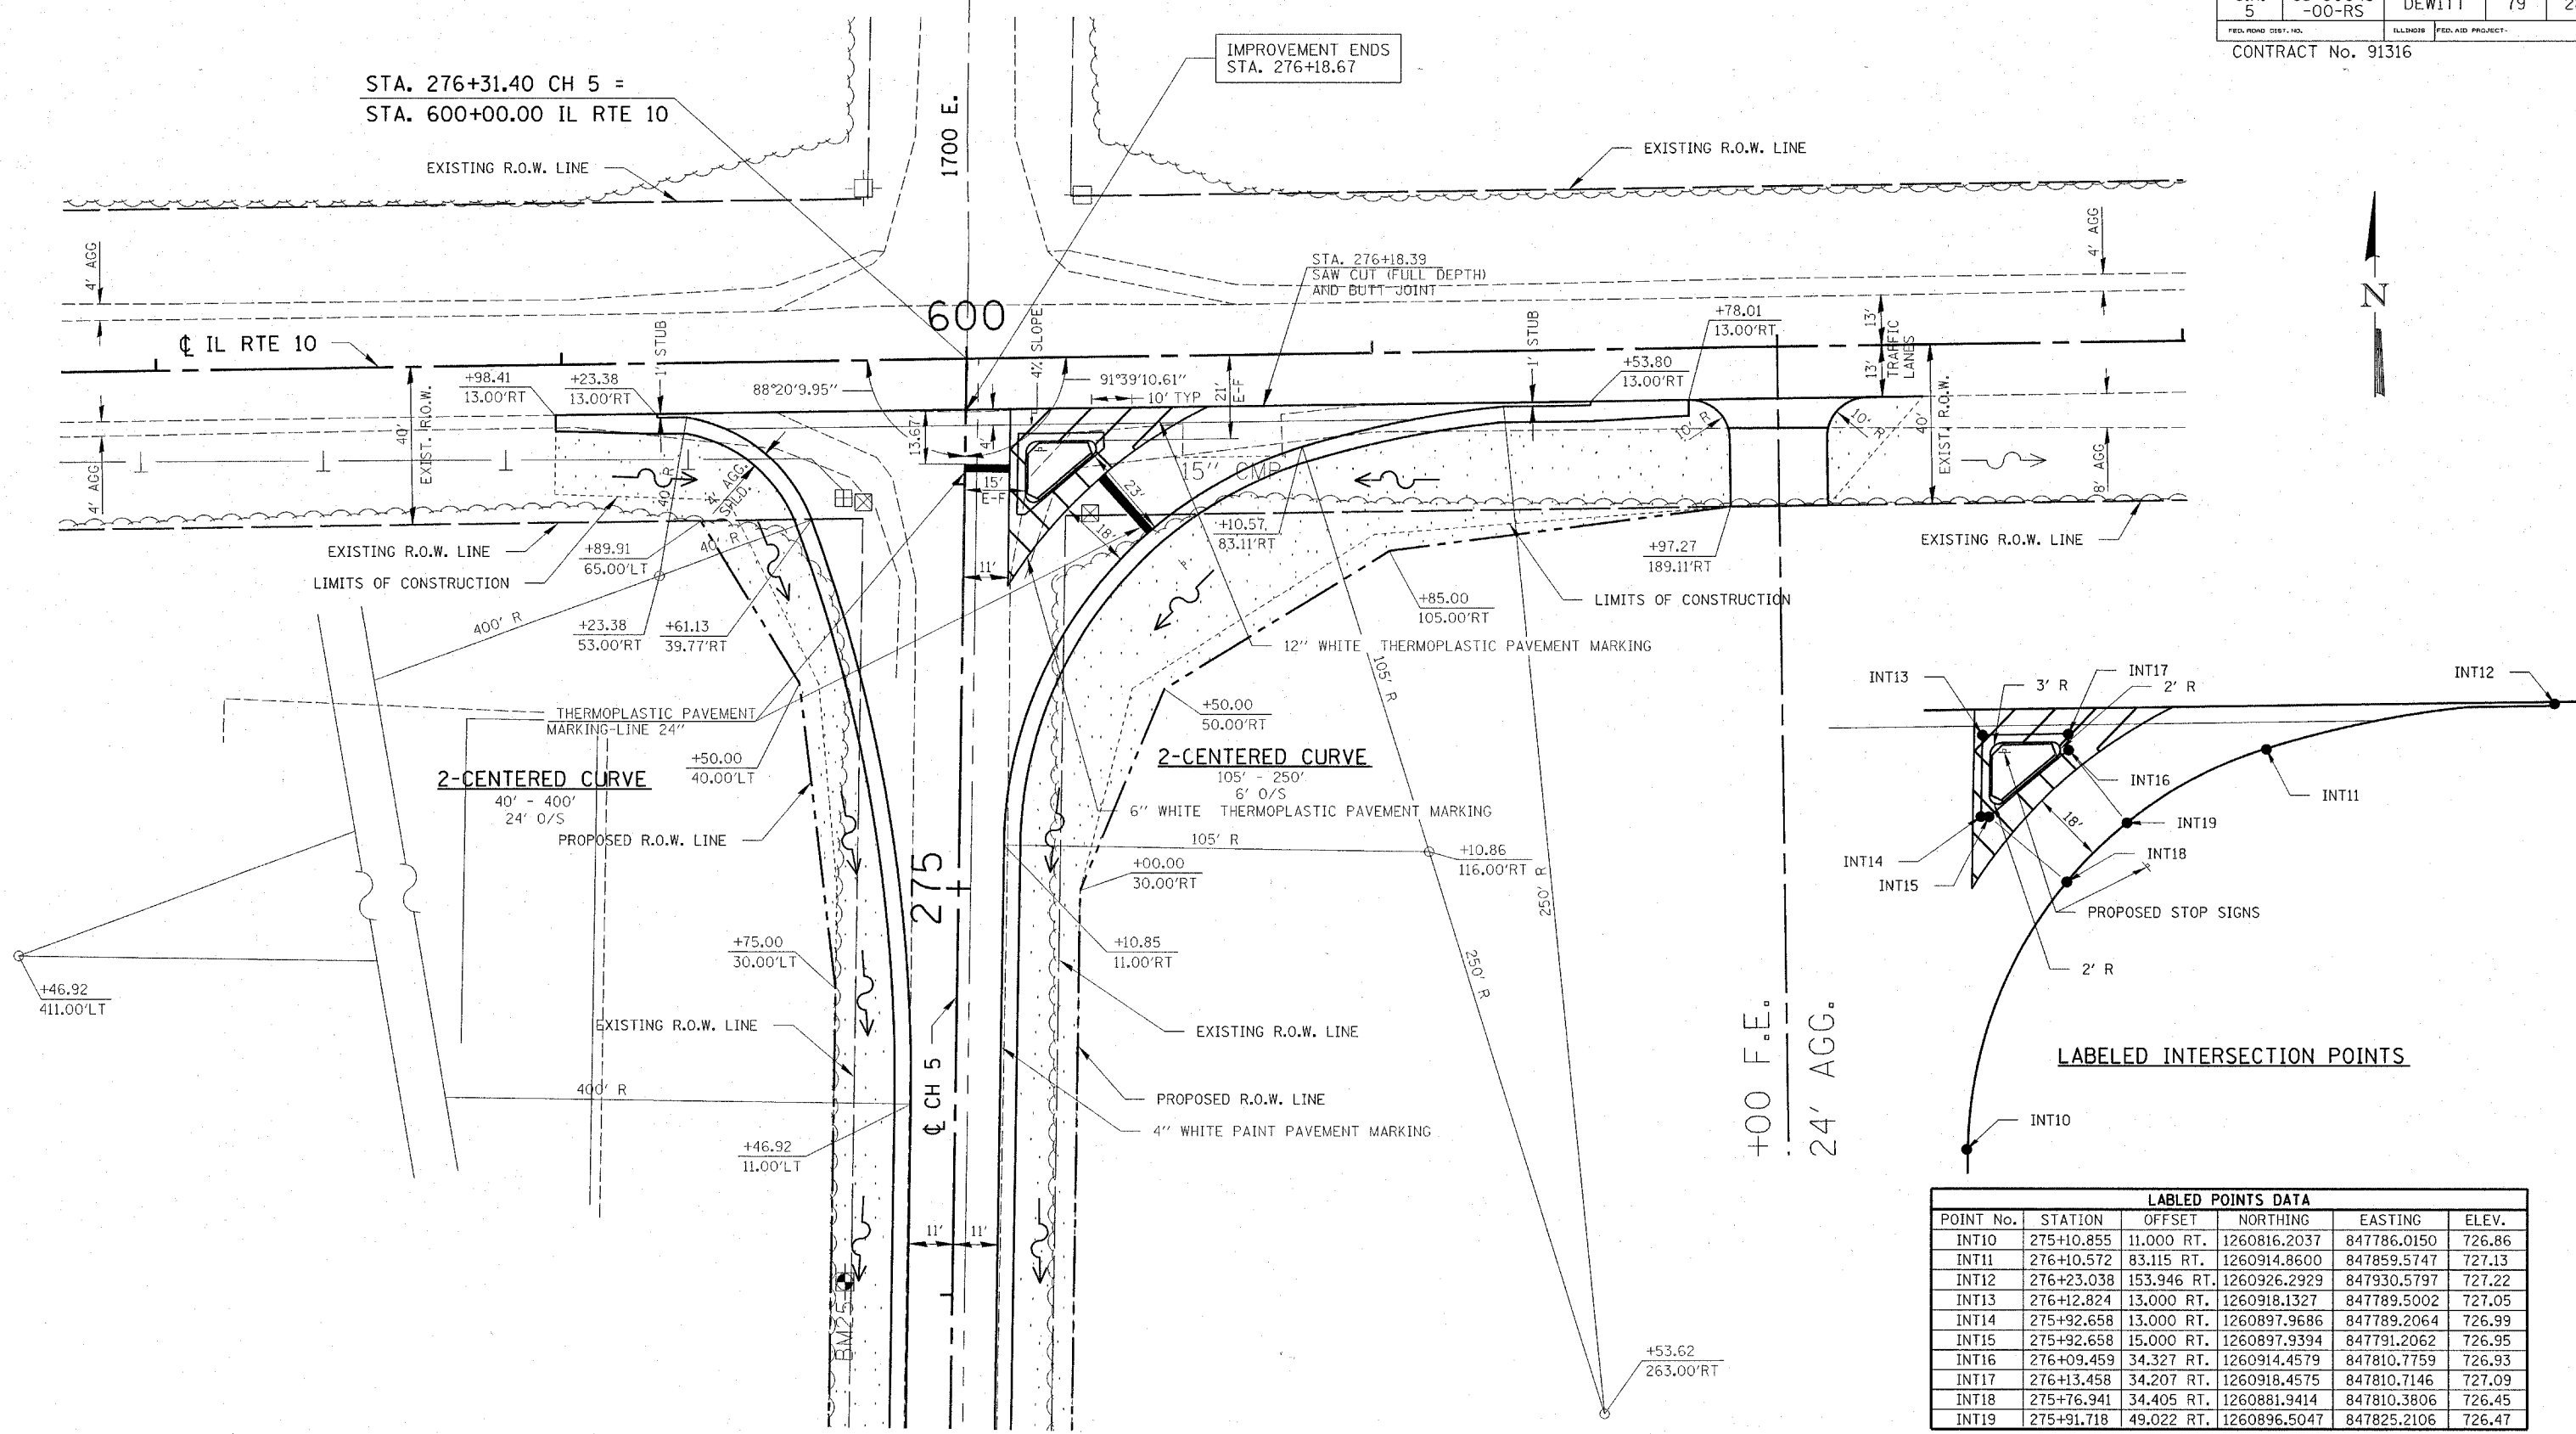 5
-00-RS
DEWITT
79
FED. ROAD DIST. NO.
ILLINOIS
FED. AID PROJECT-
CONTRACT No. 91316
IMPROVEMENT ENDS
STA. 276+18.67
STA. 276+31.40 CH 5 =
STA. 600+00.00 IL RTE 10
1700 E.
EXISTING R.O.W. LINE
EXISTING R.O.W. LINE
4' AGG
4' AGG
STA. 276+18.39
SAW CUT (FULL DEPTH)
AND BUTT JOINT
N
600
℄ IL RTE 10
1' STUB
4% SLOPE
1' STUB
+78.01
13.00'RT
13'
13'
TRAFFIC
LANES
+98.41
13.00'RT
+23.38
13.00'RT
88°20'9.95"
91°39'10.61"
10' TYP
21'
E-F
+53.80
13.00'RT
40'
EXIST. R.O.W.
13.67'
4'
10' R
10' R
40'
EXIST. R.O.W.
4' AGG
40' R
4' AGG.
SHLD.
15'
E-F
15" CMP
23'
18'
8' AGG
EXISTING R.O.W. LINE
+89.91
65.00'LT
40' R
+10.57
83.11'RT
+97.27
189.11'RT
EXISTING R.O.W. LINE
LIMITS OF CONSTRUCTION
11'
+85.00
105.00'RT
LIMITS OF CONSTRUCTION
400' R
+23.38
53.00'RT
+61.13
39.77'RT
12" WHITE THERMOPLASTIC PAVEMENT MARKING
105' R
THERMOPLASTIC PAVEMENT
MARKING-LINE 24"
+50.00
50.00'RT
2-CENTERED CURVE
40' - 400'
24' O/S
+50.00
40.00'LT
2-CENTERED CURVE
105' - 250'
6' O/S
6" WHITE THERMOPLASTIC PAVEMENT MARKING
PROPOSED R.O.W. LINE
105' R
+10.86
116.00'RT
275
+00.00
30.00'RT
250' R
+75.00
30.00'LT
+10.85
11.00'RT
250' R
+46.92
411.00'LT
EXISTING R.O.W. LINE
EXISTING R.O.W. LINE
400' R
℄ CH 5
PROPOSED R.O.W. LINE
4" WHITE PAINT PAVEMENT MARKING
+46.92
11.00'LT
+00 F.E.
24' AGG.
11'
11'
BM25
+53.62
263.00'RT
INT13
3' R
INT17
2' R
INT12
INT16
INT11
18'
INT19
INT14
INT18
INT15
PROPOSED STOP SIGNS
2' R
LABELED INTERSECTION POINTS
INT10
LABLED POINTS DATA
POINT No. STATION OFFSET NORTHING EASTING ELEV.
INT10 275+10.855 11.000 RT. 1260816.2037 847786.0150 726.86
INT11 276+10.572 83.115 RT. 1260914.8600 847859.5747 727.13
INT12 276+23.038 153.946 RT. 1260926.2929 847930.5797 727.22
INT13 276+12.824 13.000 RT. 1260918.1327 847789.5002 727.05
INT14 275+92.658 13.000 RT. 1260897.9686 847789.2064 726.99
INT15 275+92.658 15.000 RT. 1260897.9394 847791.2062 726.95
INT16 276+09.459 34.327 RT. 1260914.4579 847810.7759 726.93
INT17 276+13.458 34.207 RT. 1260918.4575 847810.7146 727.09
INT18 275+76.941 34.405 RT. 1260881.9414 847810.3806 726.45
INT19 275+91.718 49.022 RT. 1260896.5047 847825.2106 726.47